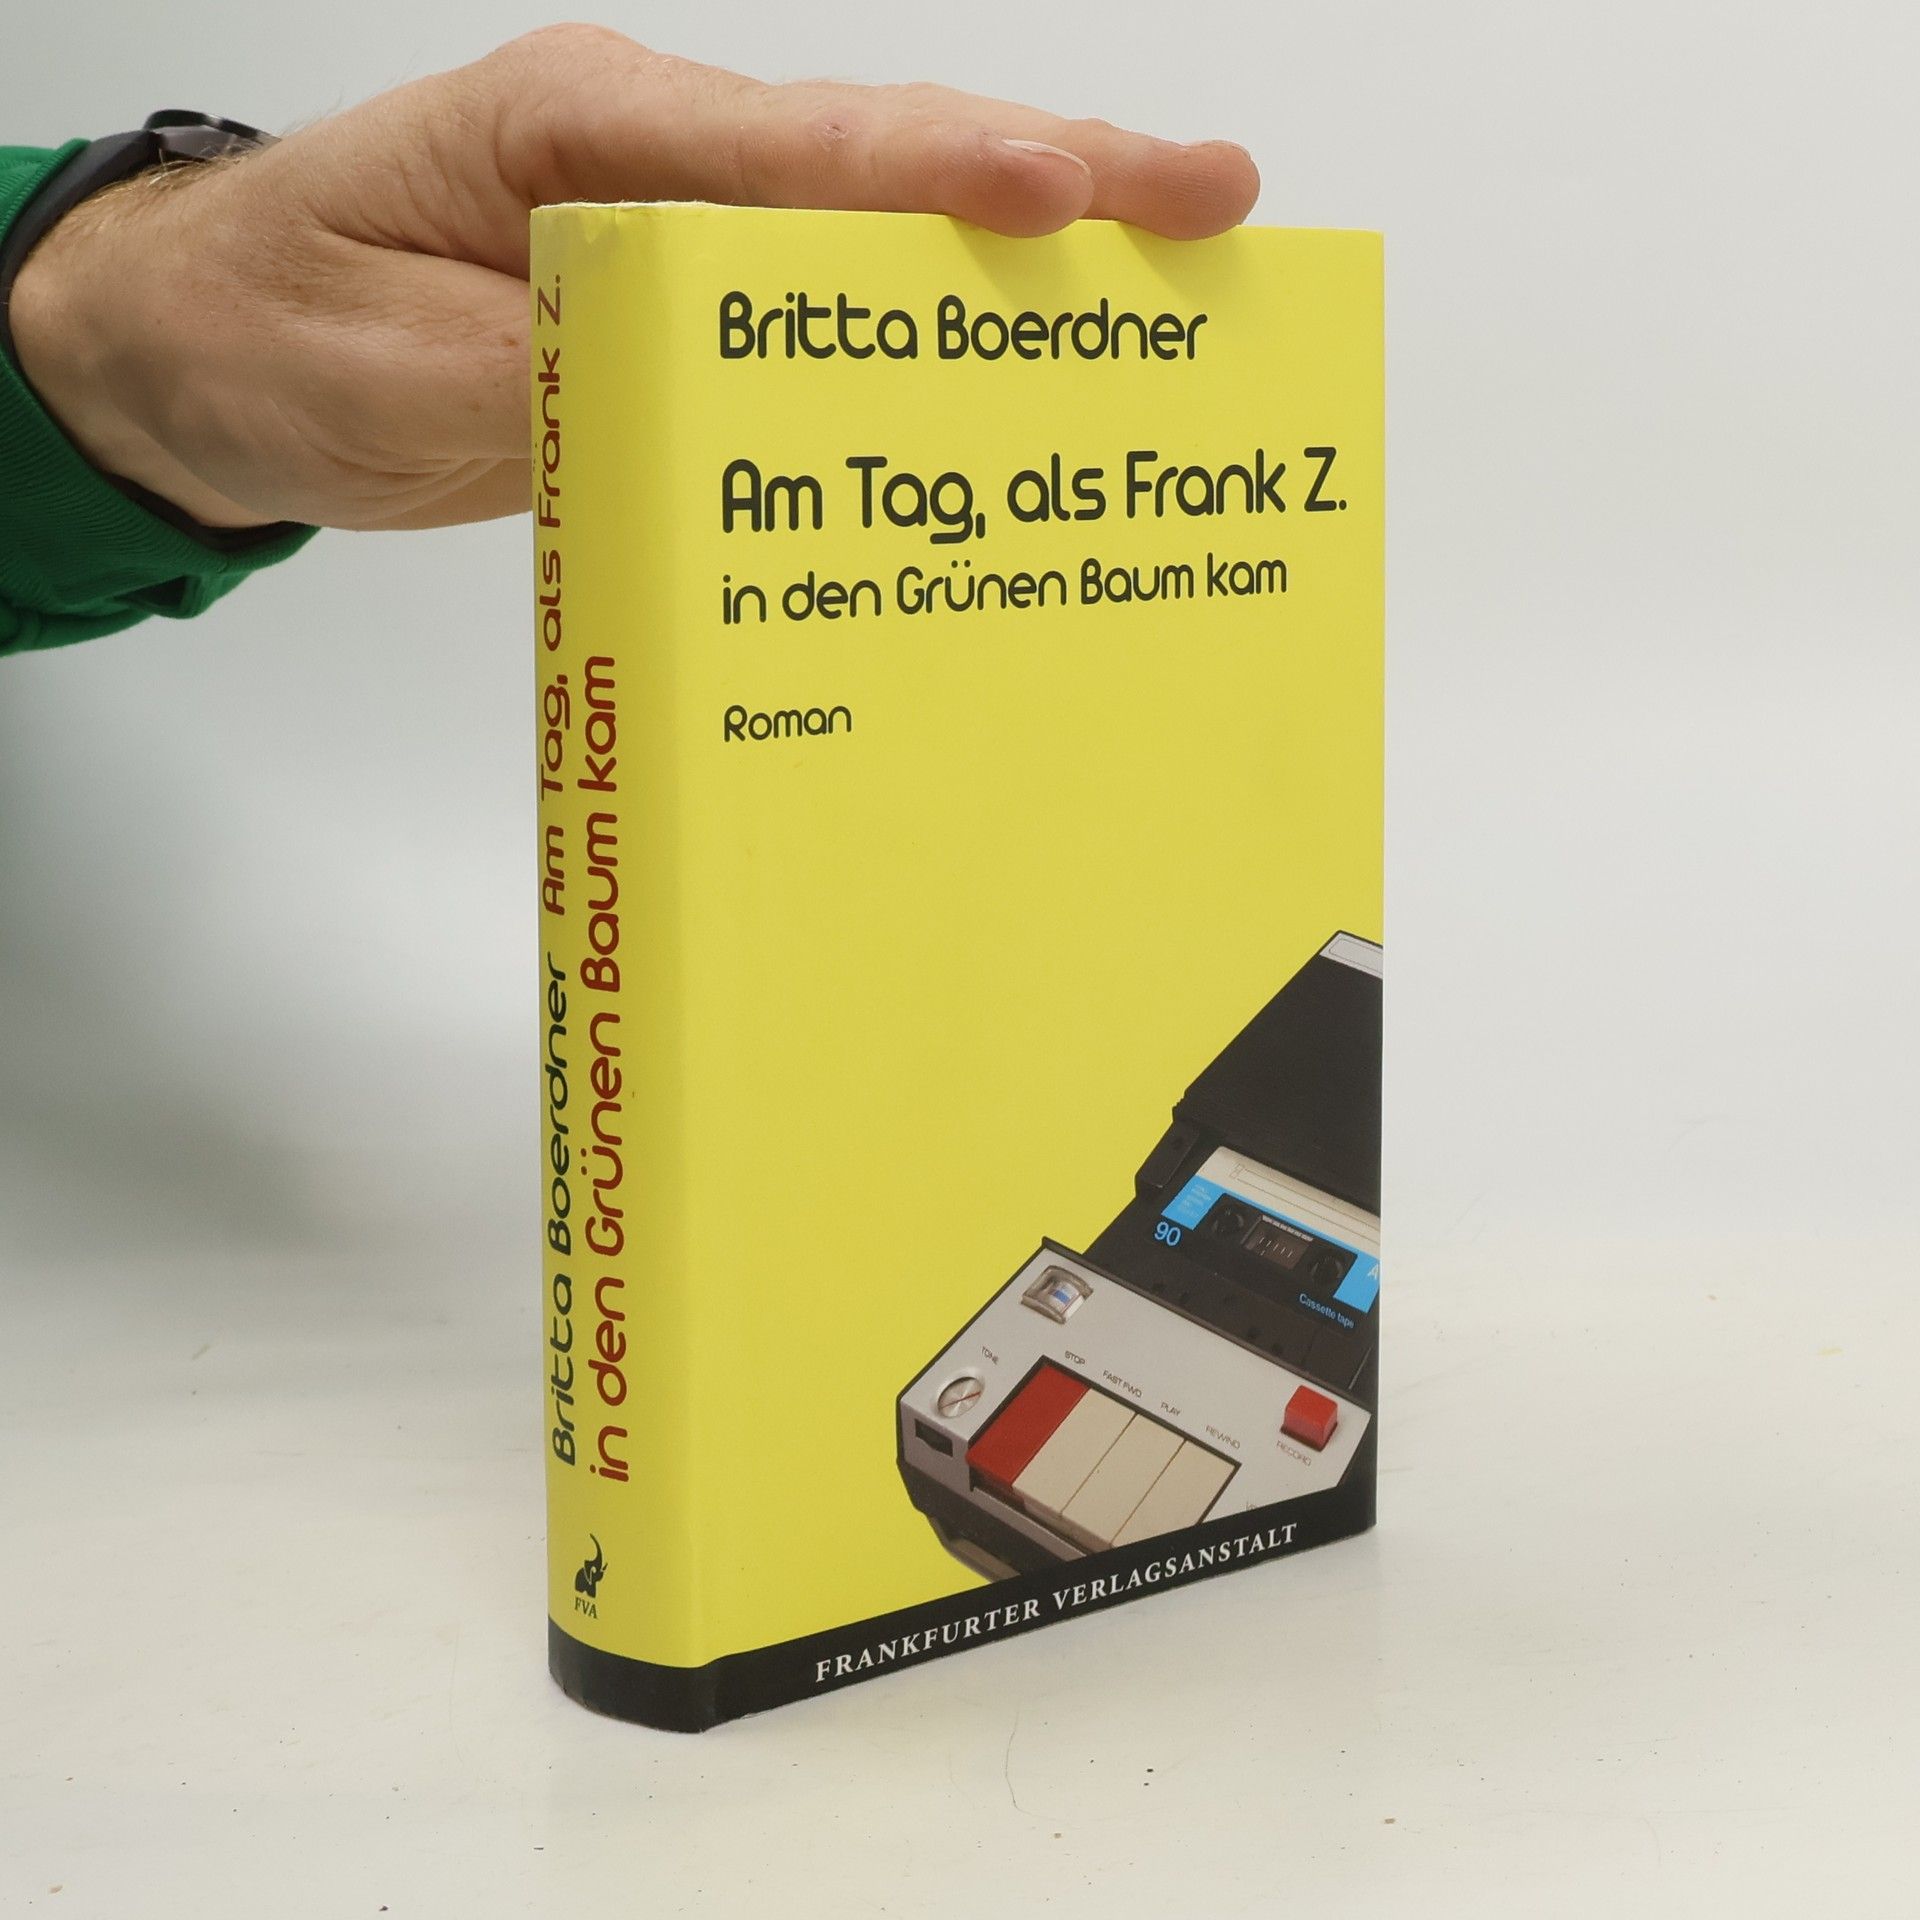 Britta Boerdner
Am Tag, als Frank Z.
in den Grünen Baum kam
Roman
Britta Boerdner Am Tag, als Frank Z.
in den Grünen Baum kam
FVA
90
A
Cassette tape
TONE
STOP
FAST FWD
PLAY
REWIND
RECORD
FRANKFURTER VERLAGSANSTALT